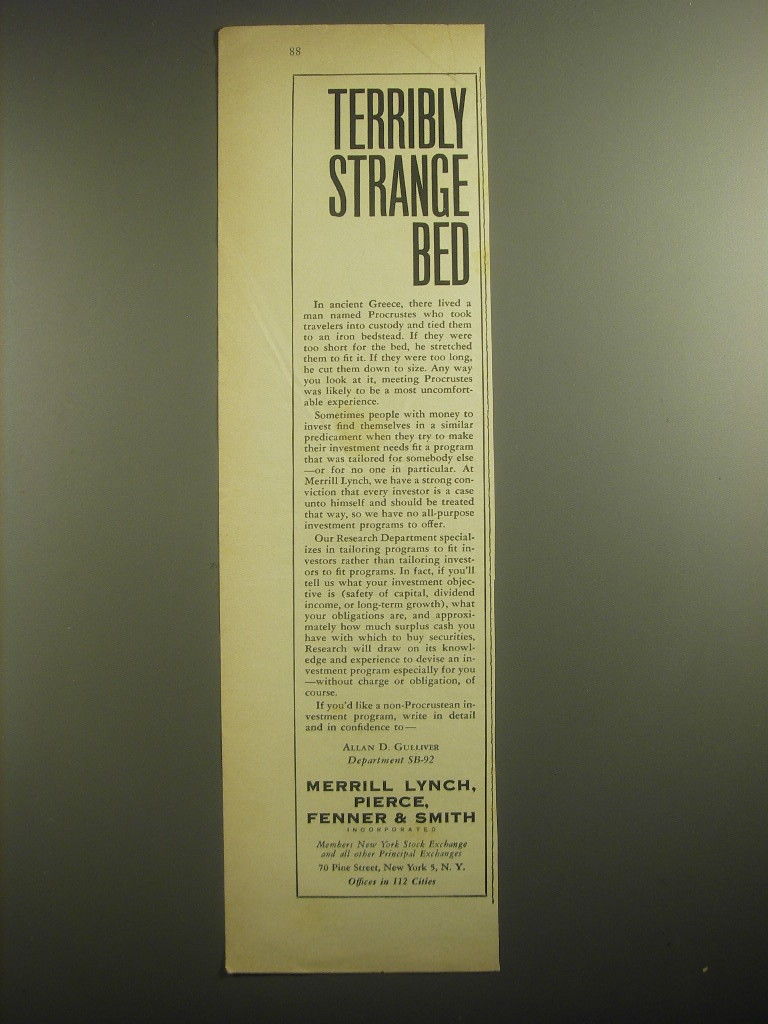 88
TERRIBLY
STRANGE
BED
In ancient Greece, there lived a
man named Procrustes who took
travelers into custody and tied them
to an iron bedstead. If they were
too short for the bed, he stretched
them to fit it. If they were too long,
he cut them down to size. Any way
you look at it, meeting Procrustes
was likely to be a most uncomfort-
able experience.
Sometimes people with money to
invest find themselves in a similar
predicament when they try to make
their investment needs fit a program
that was tailored for somebody else
—or for no one in particular. At
Merrill Lynch, we have a strong con-
viction that every investor is a case
unto himself and should be treated
that way, so we have no all-purpose
investment programs to offer.
Our Research Department special-
izes in tailoring programs to fit in-
vestors rather than tailoring invest-
ors to fit programs. In fact, if you'll
tell us what your investment objec-
tive is (safety of capital, dividend
income, or long-term growth), what
your obligations are, and approxi-
mately how much surplus cash you
have with which to buy securities,
Research will draw on its knowl-
edge and experience to devise an in-
vestment program especially for you
—without charge or obligation, of
course.
If you'd like a non-Procrustean in-
vestment program, write in detail
and in confidence to—
ALLAN D. GULLIVER
Department SB-92
MERRILL LYNCH,
PIERCE,
FENNER & SMITH
INCORPORATED
Members New York Stock Exchange
and all other Principal Exchanges
70 Pine Street, New York 5, N. Y.
Offices in 112 Cities